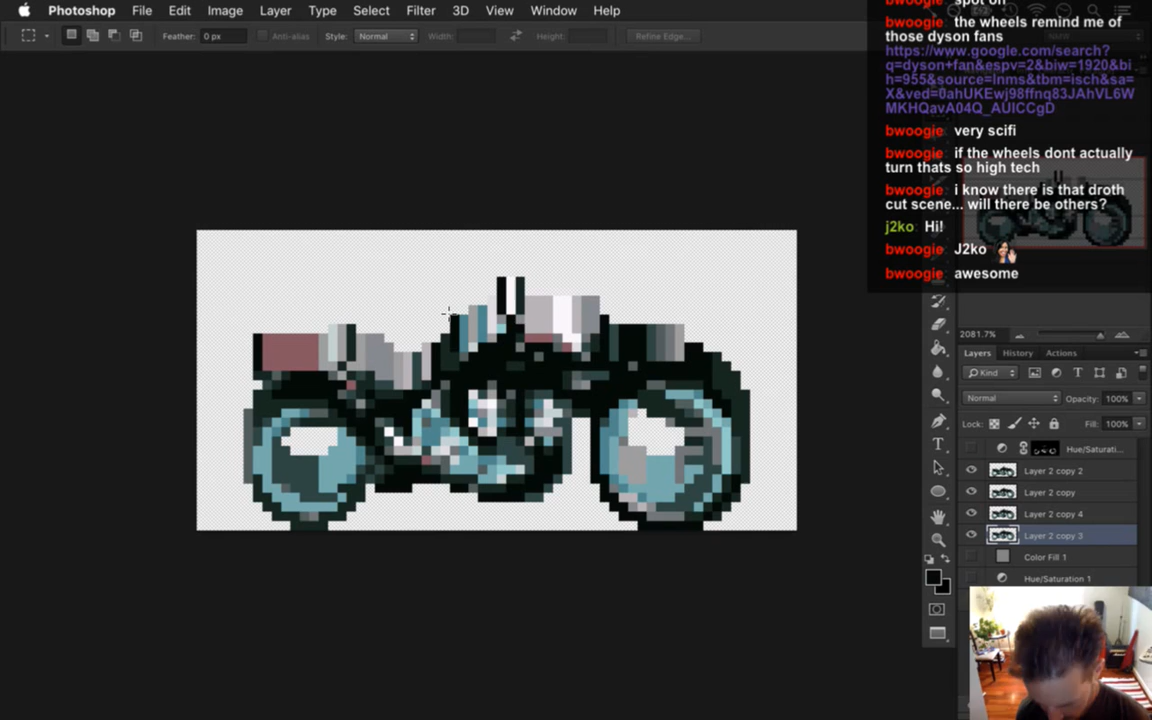 Photoshop File Edit Image Layer Type Select Filter 3D View Window Help
Feather: 0 px Anti-alias Style: Normal Width: Height: Refine Edge...
spot on
bwoogie: the wheels remind me of
those dyson fans
https://www.google.com/search?
q=dyson+fan&espv=2&biw=1920&bi
h=955&source=lnms&tbm=isch&sa=
X&ved=0ahUKEwj98ffnq83JAhVL6W
MKHQavA04Q_AUICCgD
bwoogie: very scifi
bwoogie: if the wheels dont actually
turn thats so high tech
bwoogie: i know there is that droth
cut scene... will there be others?
j2ko: Hi!
bwoogie: J2ko
bwoogie: awesome
2081.7%
Layers History Actions
Kind
Normal Opacity: 100%
Lock: Fill: 100%
Hue/Saturati...
Layer 2 copy 2
Layer 2 copy
Layer 2 copy 4
Layer 2 copy 3
Color Fill 1
Hue/Saturation 1